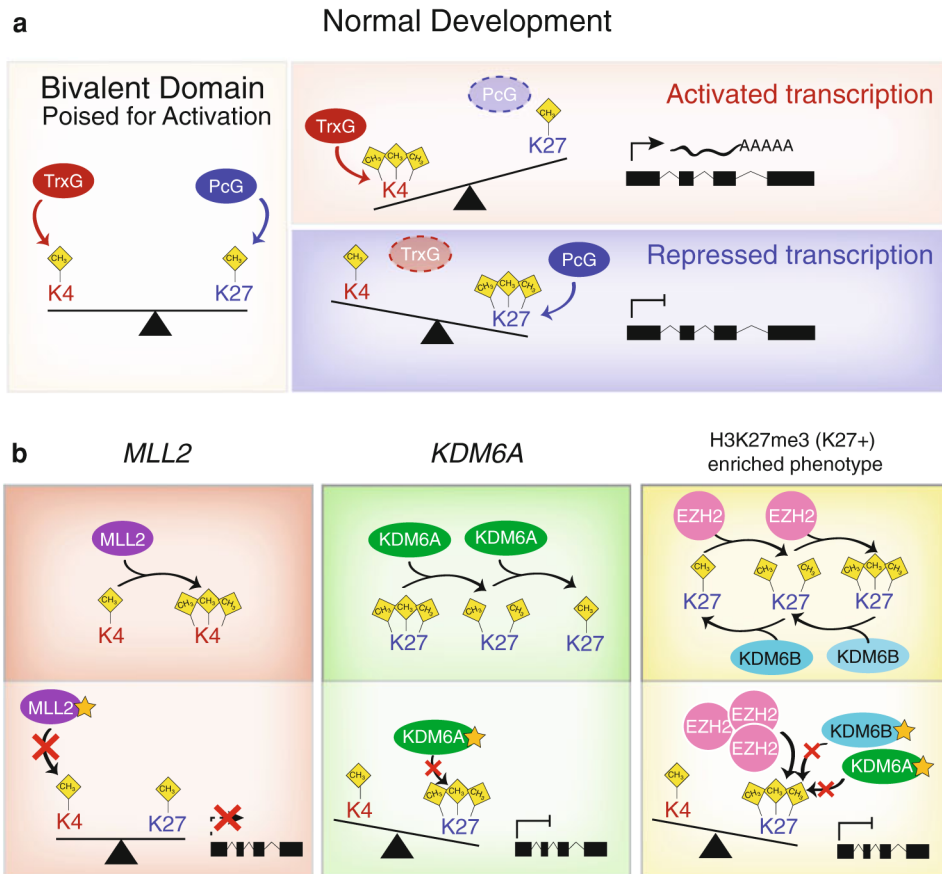 a
Normal Development
Bivalent Domain
Poised for Activation
TrxG
PcG
CH3
CH3
K4
K27
PcG
Activated transcription
TrxG
CH3
K27
CH3 CH3 CH3
K4
AAAAA
CH3
TrxG
PcG
Repressed transcription
K4
CH3 CH3 CH3
K27
b
MLL2
KDM6A
H3K27me3 (K27+)
enriched phenotype
MLL2
CH3
CH3 CH3 CH3
K4
K4
KDM6A
KDM6A
CH3 CH3 CH3
CH3 CH3
CH3
K27
K27
K27
EZH2
EZH2
CH3
CH3 CH3
CH3 CH3 CH3
K27
K27
K27
KDM6B
KDM6B
MLL2
CH3
CH3
K4
K27
KDM6A
CH3
CH3 CH3 CH3
K4
K27
EZH2
EZH2
EZH2
KDM6B
KDM6A
CH3
CH3 CH3 CH3
K4
K27